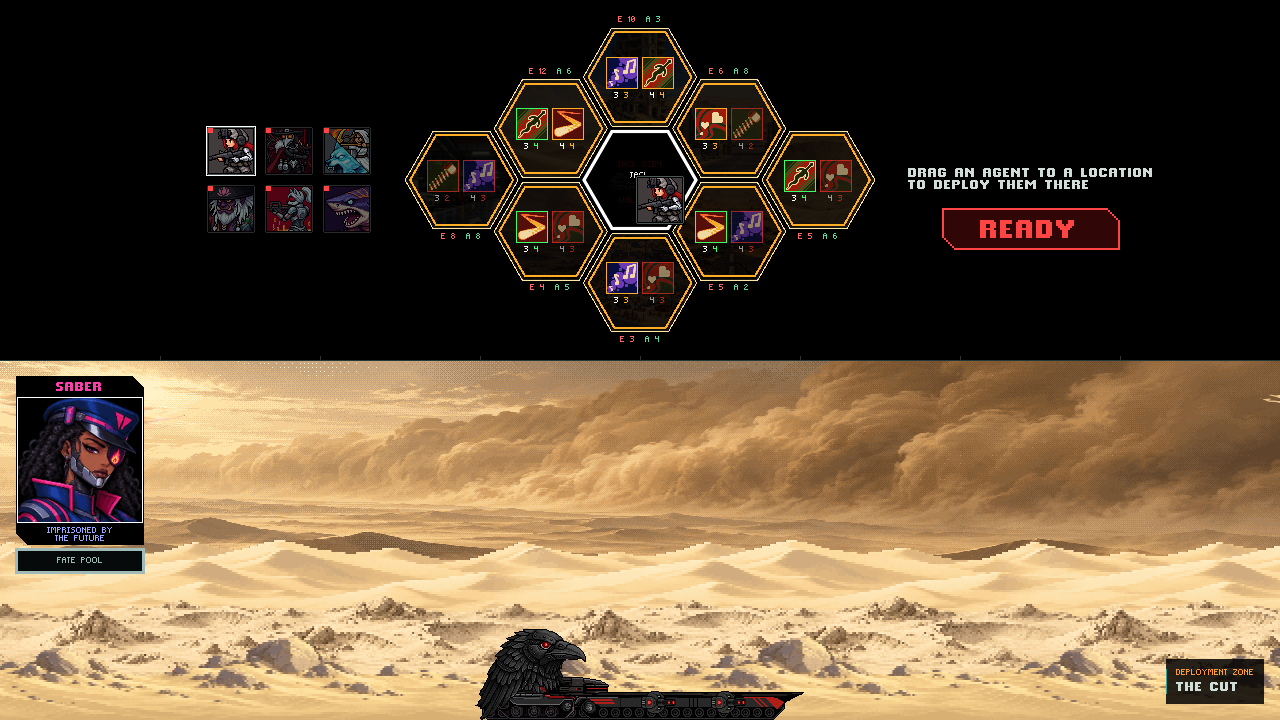 E 10 A 3
3 3 4 4
E 12 A 6
3 4 4 4
E 6 A 8
3 3 4 2
3 2 4 3
E 8 A 8
3 4 4 3
E 5 A 6
3 4 4 3
E 4 A 5
3 4 4 3
E 5 A 2
3 3 4 3
E 3 A 4
DRAG AN AGENT TO A LOCATION
TO DEPLOY THEM THERE
READY
SABER
IMPRISONED BY
THE FUTURE
FATE POOL
DEPLOYMENT ZONE
THE CUT